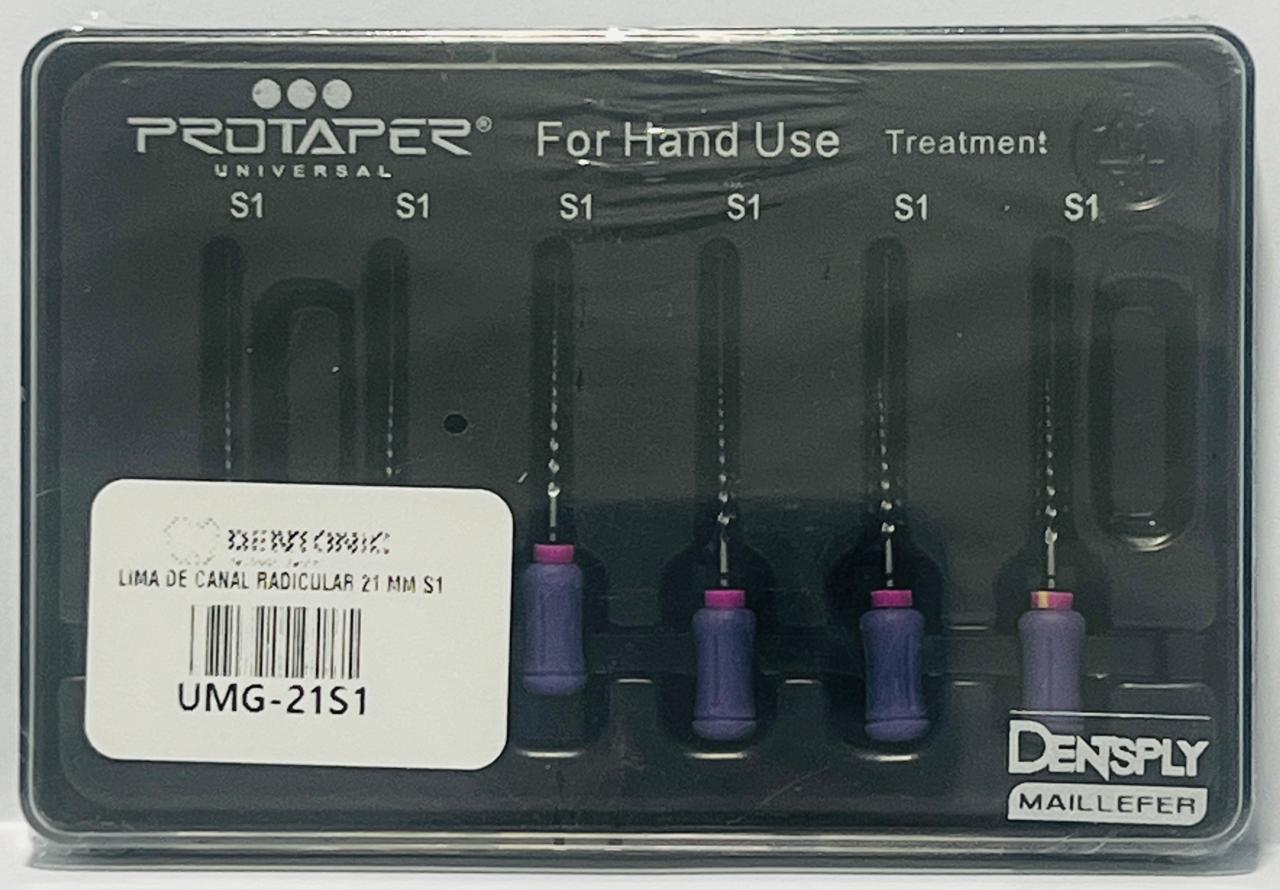 PROTAPER®
UNIVERSAL
For Hand Use
Treatment
S1 S1 S1 S1 S1 S1
DENTONIC
LIMA DE CANAL RADICULAR 21 MM S1
UMG-21S1
DENTSPLY
MAILLEFER